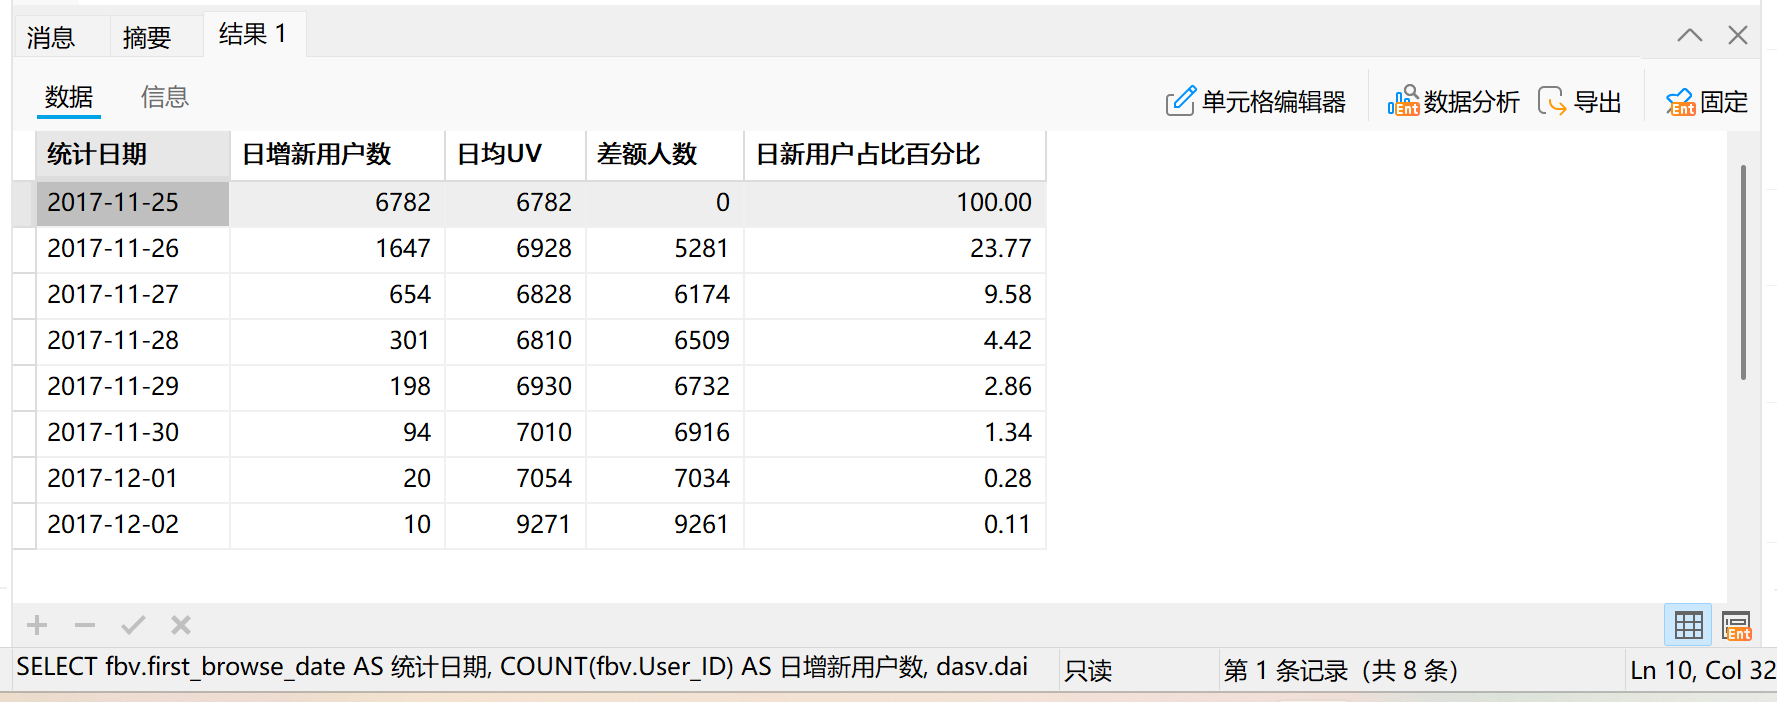 消息 摘要 结果 1
数据 信息 单元格编辑器 Ent 数据分析 导出 Ent 固定
统计日期 日增新用户数 日均UV 差额人数 日新用户占比百分比
2017-11-25 6782 6782 0 100.00
2017-11-26 1647 6928 5281 23.77
2017-11-27 654 6828 6174 9.58
2017-11-28 301 6810 6509 4.42
2017-11-29 198 6930 6732 2.86
2017-11-30 94 7010 6916 1.34
2017-12-01 20 7054 7034 0.28
2017-12-02 10 9271 9261 0.11
Ent
SELECT fbv.first_browse_date AS 统计日期, COUNT(fbv.User_ID) AS 日增新用户数, dasv.dai 只读 第 1 条记录（共 8 条） Ln 10, Col 32